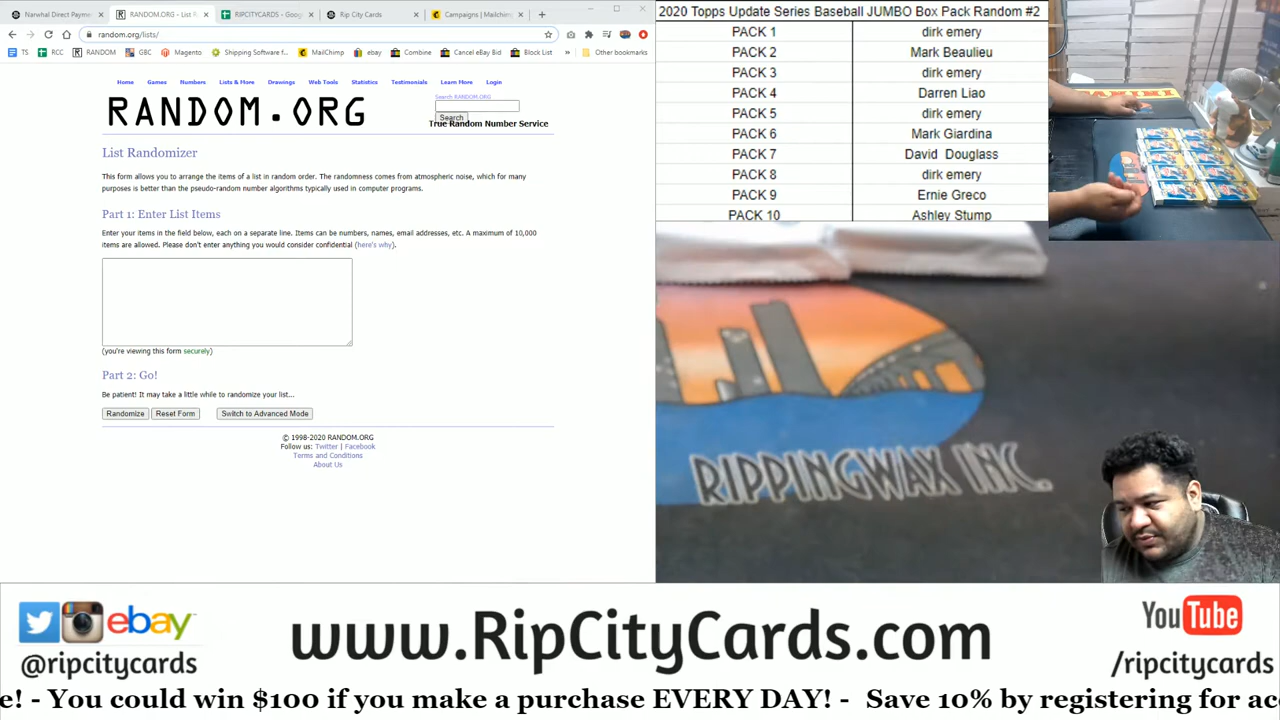 Narwhal Direct Payme
RANDOM.ORG - List R
RIPCITYCARDS - Goog
Rip City Cards
Campaigns | Mailchim
random.org/lists/
TS
RCC
RANDOM
GBC
Magento
Shipping Software f...
MailChimp
ebay
Combine
Cancel eBay Bid
Block List
Other bookmarks
Home Games Numbers Lists & More Drawings Web Tools Statistics Testimonials Learn More Login
RANDOM.ORG
Search RANDOM.ORG
Search
True Random Number Service
List Randomizer
This form allows you to arrange the items of a list in random order. The randomness comes from atmospheric noise, which for many
purposes is better than the pseudo-random number algorithms typically used in computer programs.
Part 1: Enter List Items
Enter your items in the field below, each on a separate line. Items can be numbers, names, email addresses, etc. A maximum of 10,000
items are allowed. Please don't enter anything you would consider confidential (here's why).
(you're viewing this form securely)
Part 2: Go!
Be patient! It may take a little while to randomize your list...
Randomize Reset Form Switch to Advanced Mode
© 1998-2020 RANDOM.ORG
Follow us: Twitter | Facebook
Terms and Conditions
About Us
2020 Topps Update Series Baseball JUMBO Box Pack Random #2
PACK 1 dirk emery
PACK 2 Mark Beaulieu
PACK 3 dirk emery
PACK 4 Darren Liao
PACK 5 dirk emery
PACK 6 Mark Giardina
PACK 7 David Douglass
PACK 8 dirk emery
PACK 9 Ernie Greco
PACK 10 Ashley Stump
PANINI
RIPPINGWAX INC.
ebay
@ripcitycards
www.RipCityCards.com
YouTube
/ripcitycards
e! - You could win $100 if you make a purchase EVERY DAY! - Save 10% by registering for ac